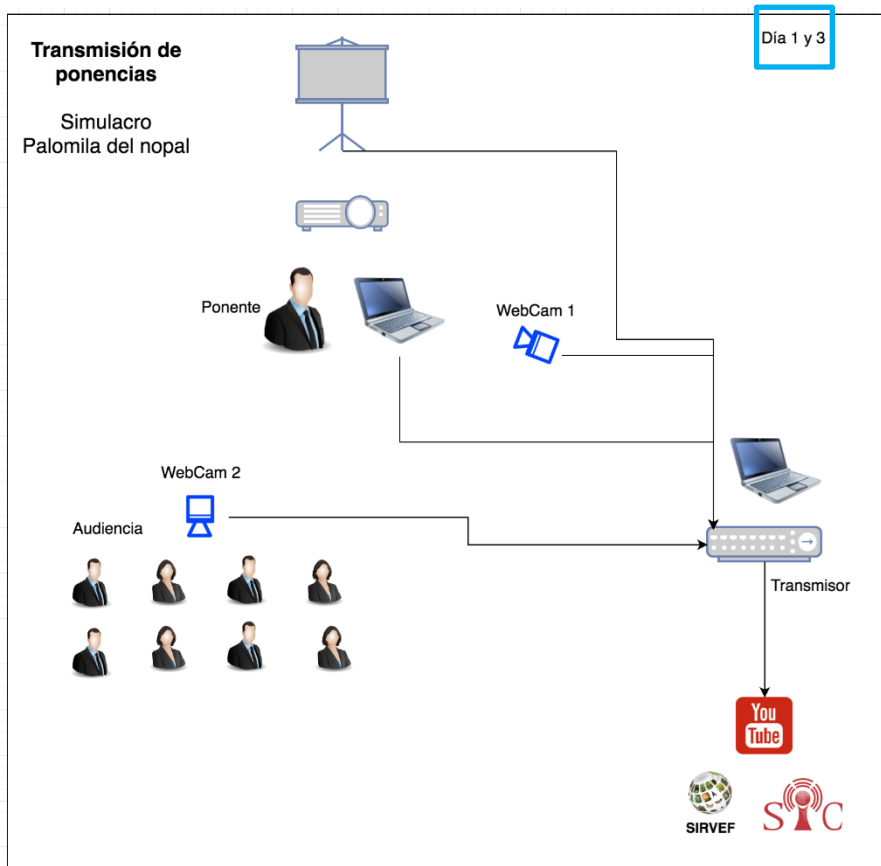 Transmisión de
ponencias
Día 1 y 3
Simulacro
Palomila del nopal
Ponente
WebCam 1
WebCam 2
Audiencia
Transmisor
You
Tube
SIRVEF
SIC